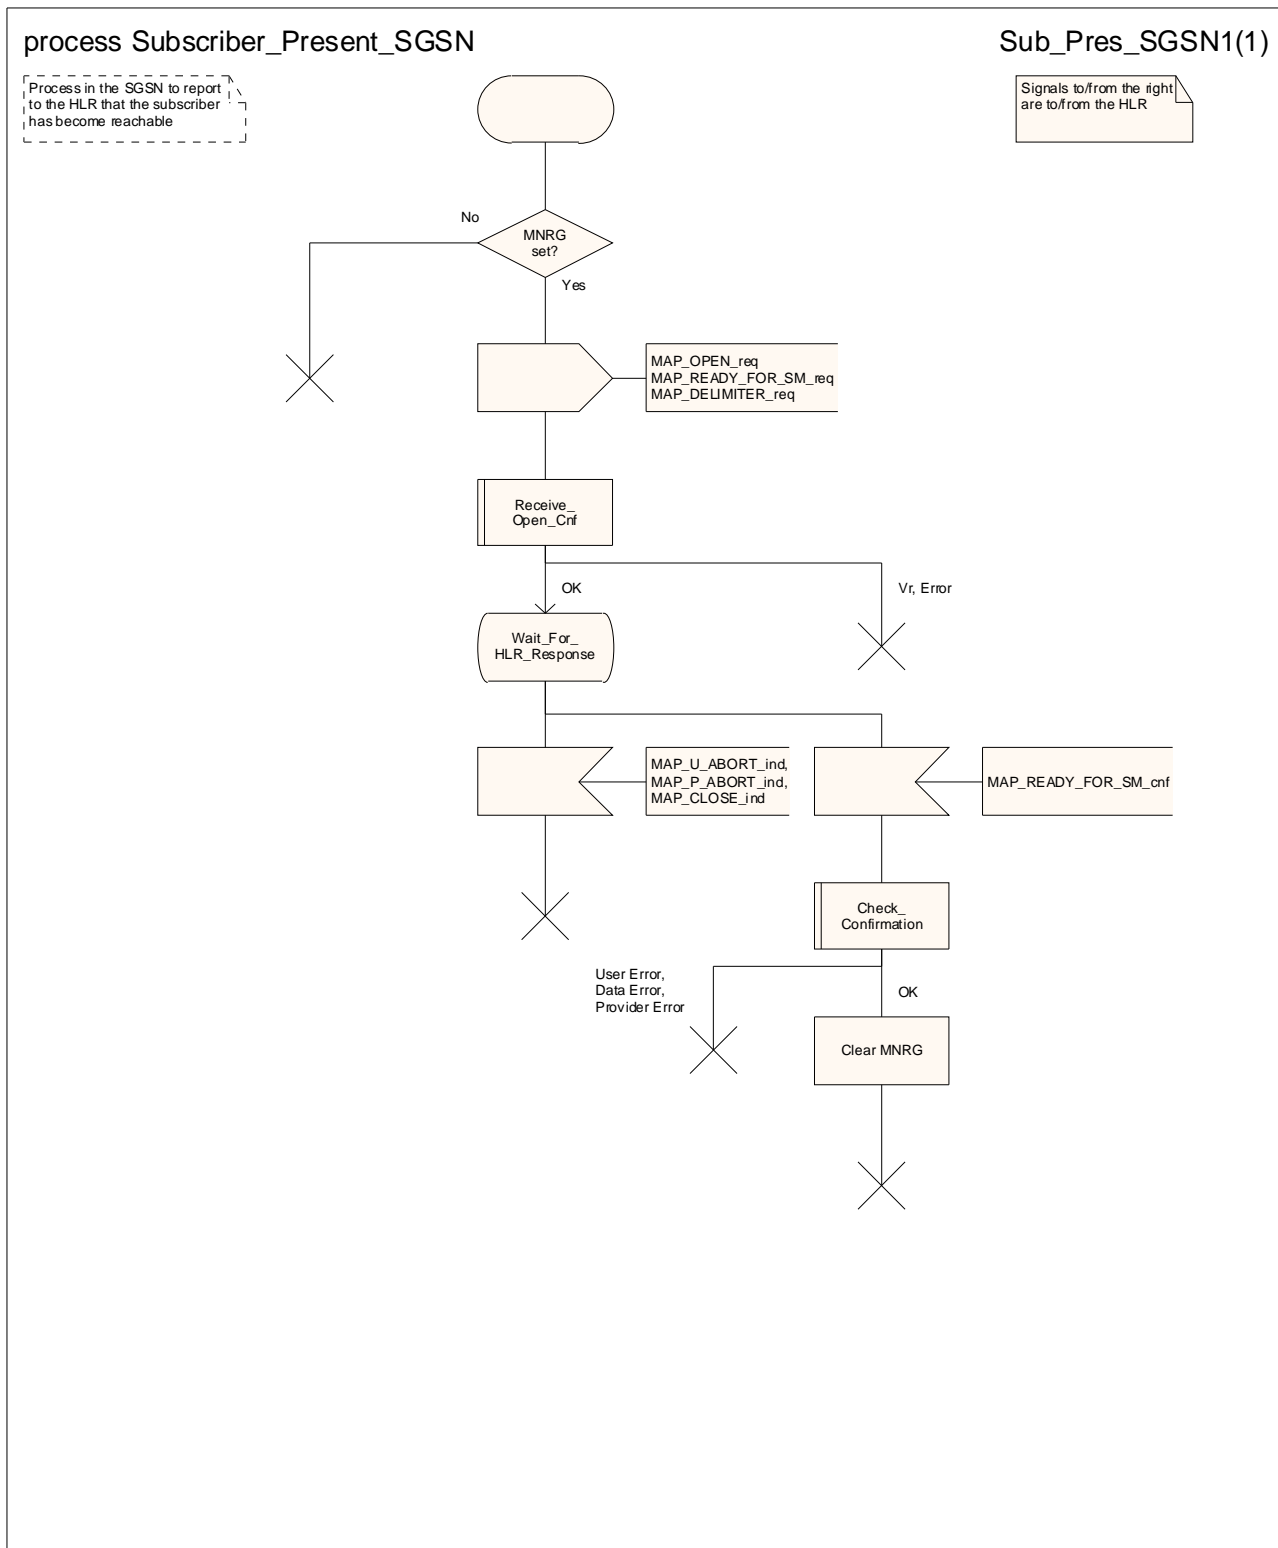 process Subscriber_Present_SGSN
Sub_Pres_SGSN1(1)
Process in the SGSN to report
to the HLR that the subscriber
has become reachable
Signals to/from the right
are to/from the HLR
No
MNRG
set?
Yes
MAP_OPEN_req
MAP_READY_FOR_SM_req
MAP_DELIMITER_req
Receive_
Open_Cnf
OK
Vr, Error
Wait_For_
HLR_Response
MAP_U_ABORT_ind,
MAP_P_ABORT_ind,
MAP_CLOSE_ind
MAP_READY_FOR_SM_cnf
Check_
Confirmation
User Error,
Data Error,
Provider Error
OK
Clear MNRG